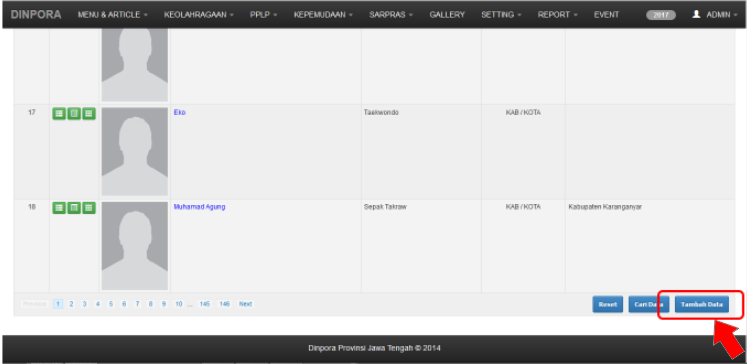 DINPORA MENU & ARTICLE KEOLAHRAGAAN PPLP KEPEMUDAAN SARPRAS GALLERY SETTING REPORT EVENT 2017 ADMIN
17 Eko Taekwondo KAB / KOTA
18 Muhamad Agung Sepak Takraw KAB / KOTA Kabupaten Karanganyar
Previous 1 2 3 4 5 6 7 8 9 10 ... 145 146 Next Reset Cari Data Tambah Data
Dinpora Provinsi Jawa Tengah © 2014